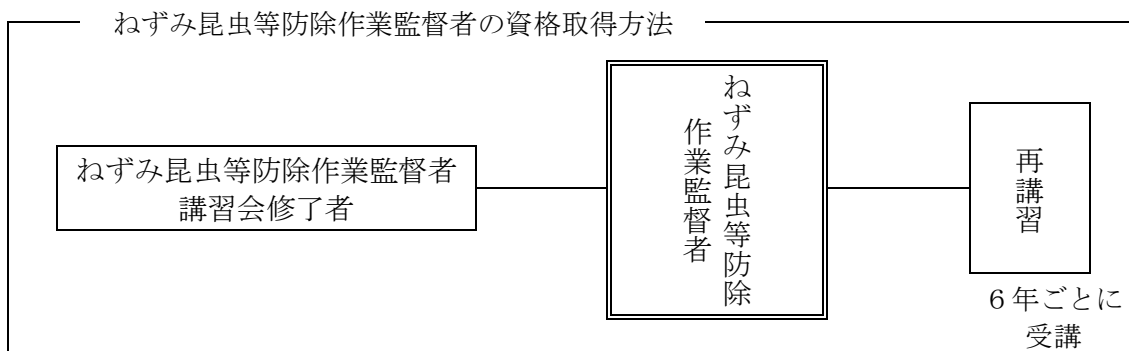 ねずみ昆虫等防除作業監督者の資格取得方法
ねずみ昆虫等防除作業監督者
講習会修了者
ねずみ昆虫等防除
作業監督者
再講習
６年ごとに
受講